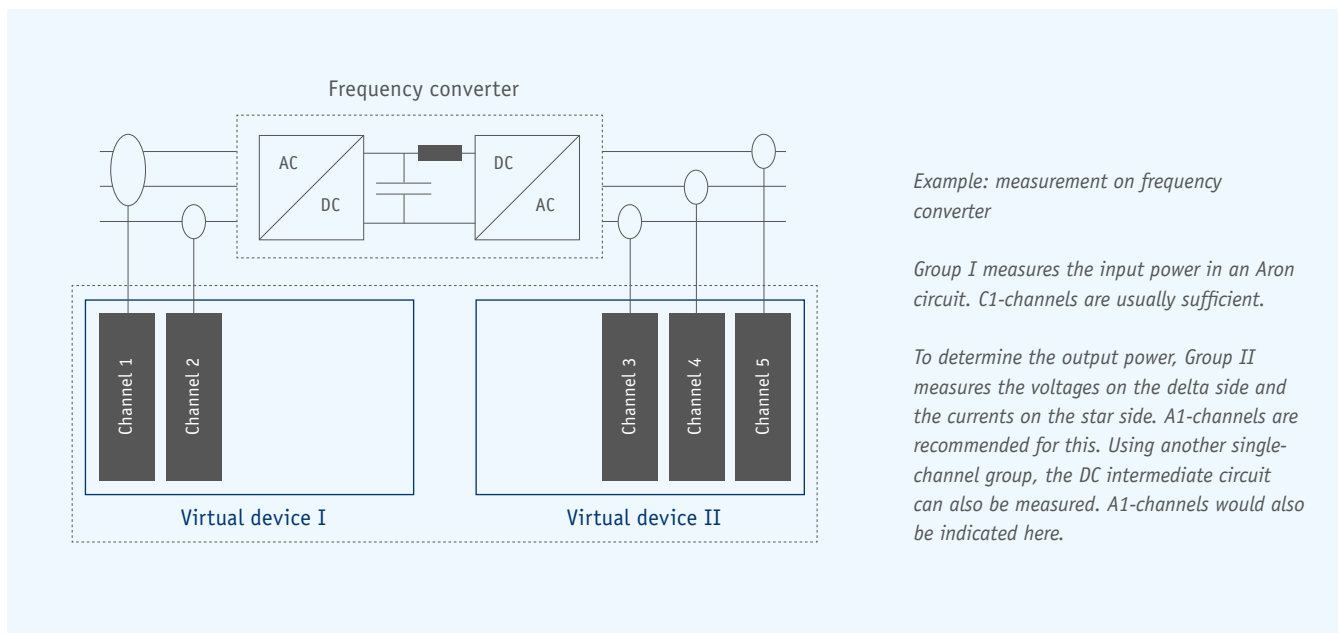 Frequency converter
AC
DC
DC
AC
Channel 1
Channel 2
Channel 3
Channel 4
Channel 5
Virtual device I
Virtual device II
Example: measurement on frequency
converter
Group I measures the input power in an Aron
circuit. C1-channels are usually sufficient.
To determine the output power, Group II
measures the voltages on the delta side and
the currents on the star side. A1-channels are
recommended for this. Using another single-
channel group, the DC intermediate circuit
can also be measured. A1-channels would also
be indicated here.